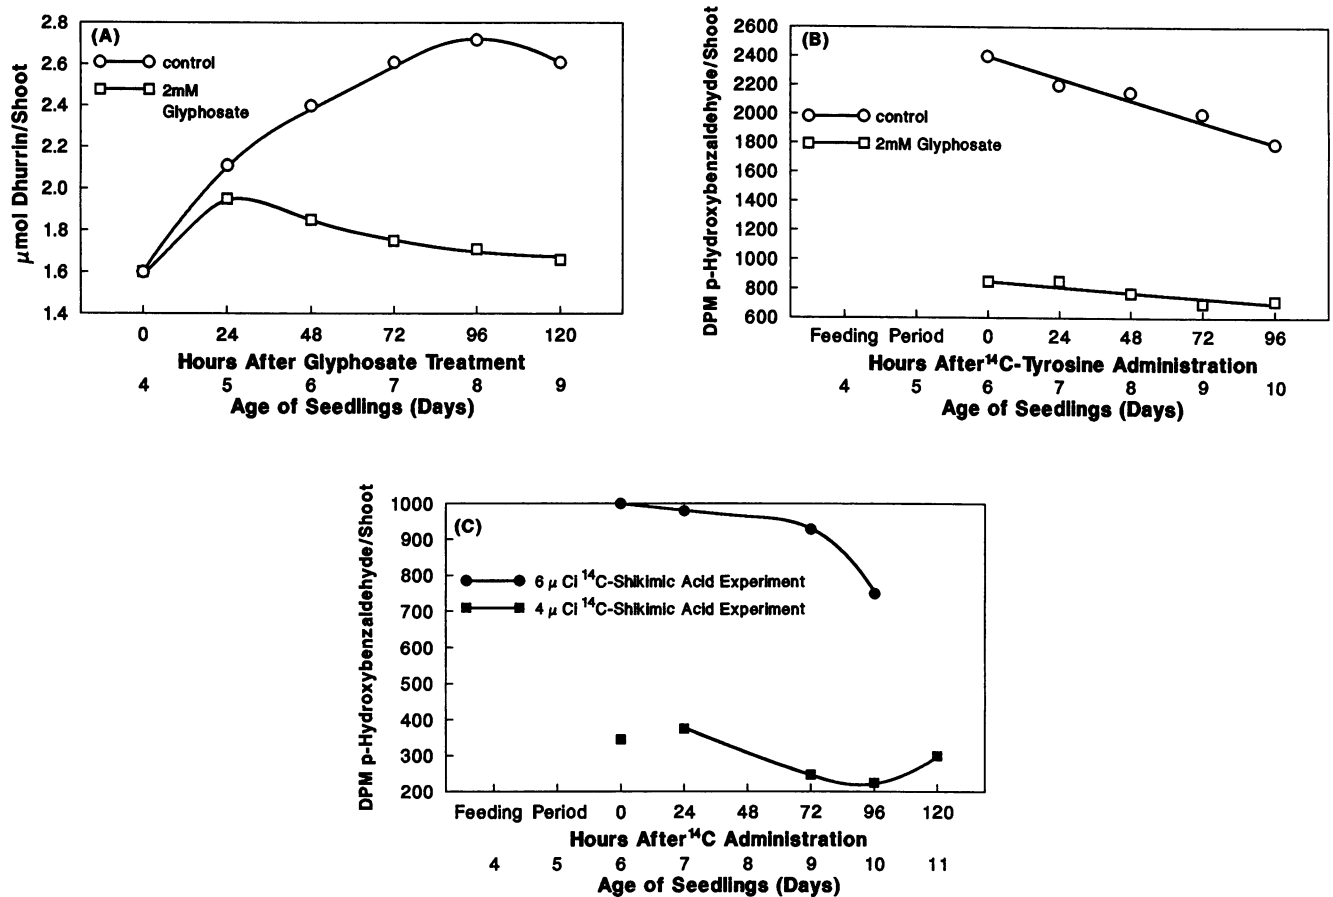 (A)
control
2mM
Glyphosate
μmol Dhurrin/Shoot
2.8
2.6
2.4
2.2
2.0
1.8
1.6
1.4
0 24 48 72 96 120
Hours After Glyphosate Treatment
4 5 6 7 8 9
Age of Seedlings (Days)
(B)
control
2mM Glyphosate
DPM p-Hydroxybenzaldehyde/Shoot
2600
2400
2200
2000
1800
1600
1400
1200
1000
800
600
Feeding Period 0 24 48 72 96
Hours After ¹⁴C-Tyrosine Administration
4 5 6 7 8 9 10
Age of Seedlings (Days)
(C)
6 μ Ci ¹⁴C-Shikimic Acid Experiment
4 μ Ci ¹⁴C-Shikimic Acid Experiment
DPM p-Hydroxybenzaldehyde/Shoot
1000
900
800
700
600
500
400
300
200
Feeding Period 0 24 48 72 96 120
Hours After ¹⁴C Administration
4 5 6 7 8 9 10 11
Age of Seedlings (Days)